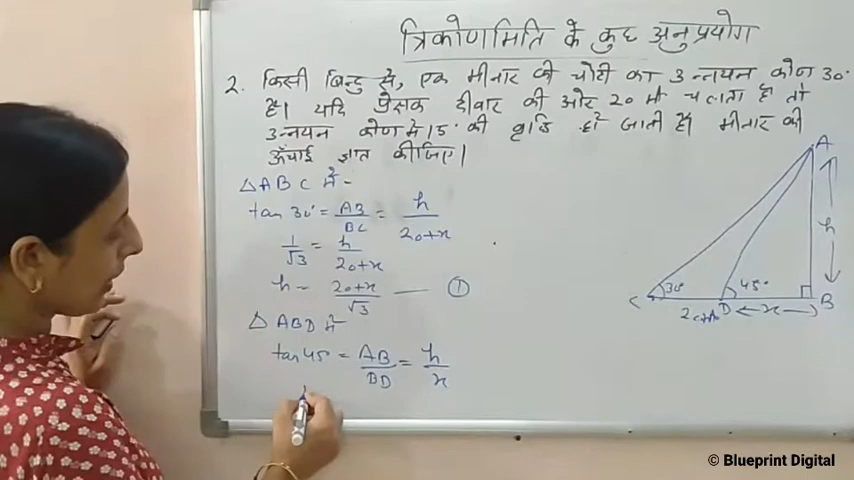 त्रिकोणमिति के कुछ अनुप्रयोग
2. किसी बिन्दु से, एक मीनार की चोटी का उन्नयन कोण 30°
है। यदि प्रेक्षक दीवार की ओर 20 मी चलता है तो
उन्नयन कोण में 15° की वृद्धि हो जाती है। मीनार की
ऊँचाई ज्ञात कीजिए।
△ABC में -
tan 30° = AB/BC = h/20+x
1/√3 = h/20+x
h = 20+x/√3 — ①
△ABD में -
tan 45° = AB/BD = h/x
A
h
30°
45°
C
D
B
x
© Blueprint Digital